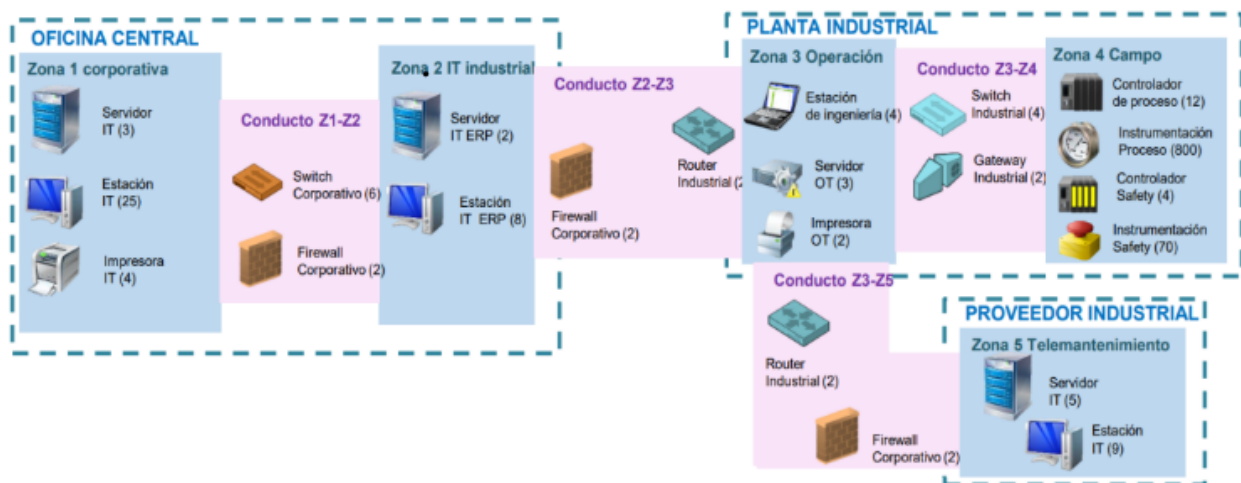 OFICINA CENTRAL
Zona 1 corporativa
Servidor
IT (3)
Estación
IT (25)
Impresora
IT (4)
Conducto Z1-Z2
Switch
Corporativo (6)
Firewall
Corporativo (2)
Zona 2 IT industrial
Servidor
IT ERP (2)
Estación
IT ERP (8)
Conducto Z2-Z3
Firewall
Corporativo (2)
Router
Industrial (2
PLANTA INDUSTRIAL
Zona 3 Operación
Estación
de ingeniería (4)
Servidor
OT (3)
Impresora
OT (2)
Conducto Z3-Z4
Switch
Industrial (4)
Gateway
Industrial (2)
Zona 4 Campo
Controlador
de proceso (12)
Instrumentación
Proceso (800)
Controlador
Safety (4)
Instrumentación
Safety (70)
Conducto Z3-Z5
Router
Industrial (2)
Firewall
Corporativo (2)
PROVEEDOR INDUSTRIAL
Zona 5 Telemantenimiento
Servidor
IT (5)
Estación
IT (9)